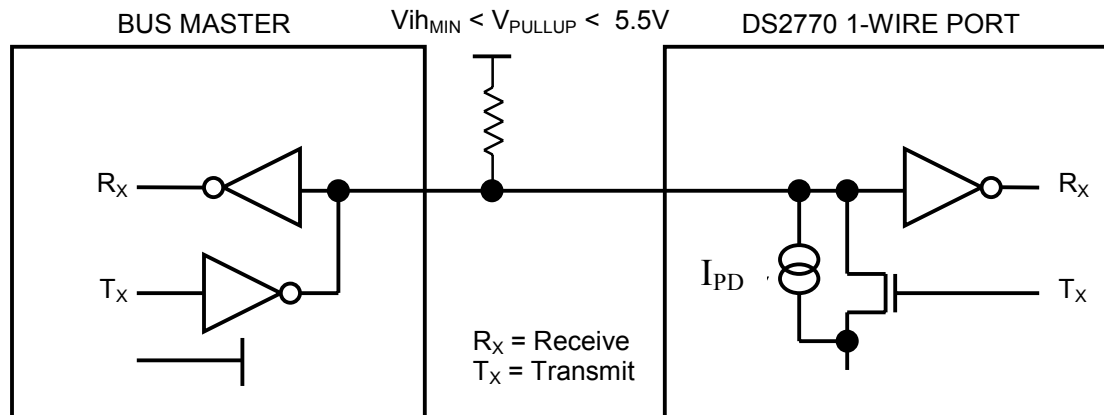 BUS MASTER
Vih_MIN < V_PULLUP < 5.5V
DS2770 1-WIRE PORT
R_X
R_X
T_X
I_PD
T_X
R_X = Receive
T_X = Transmit